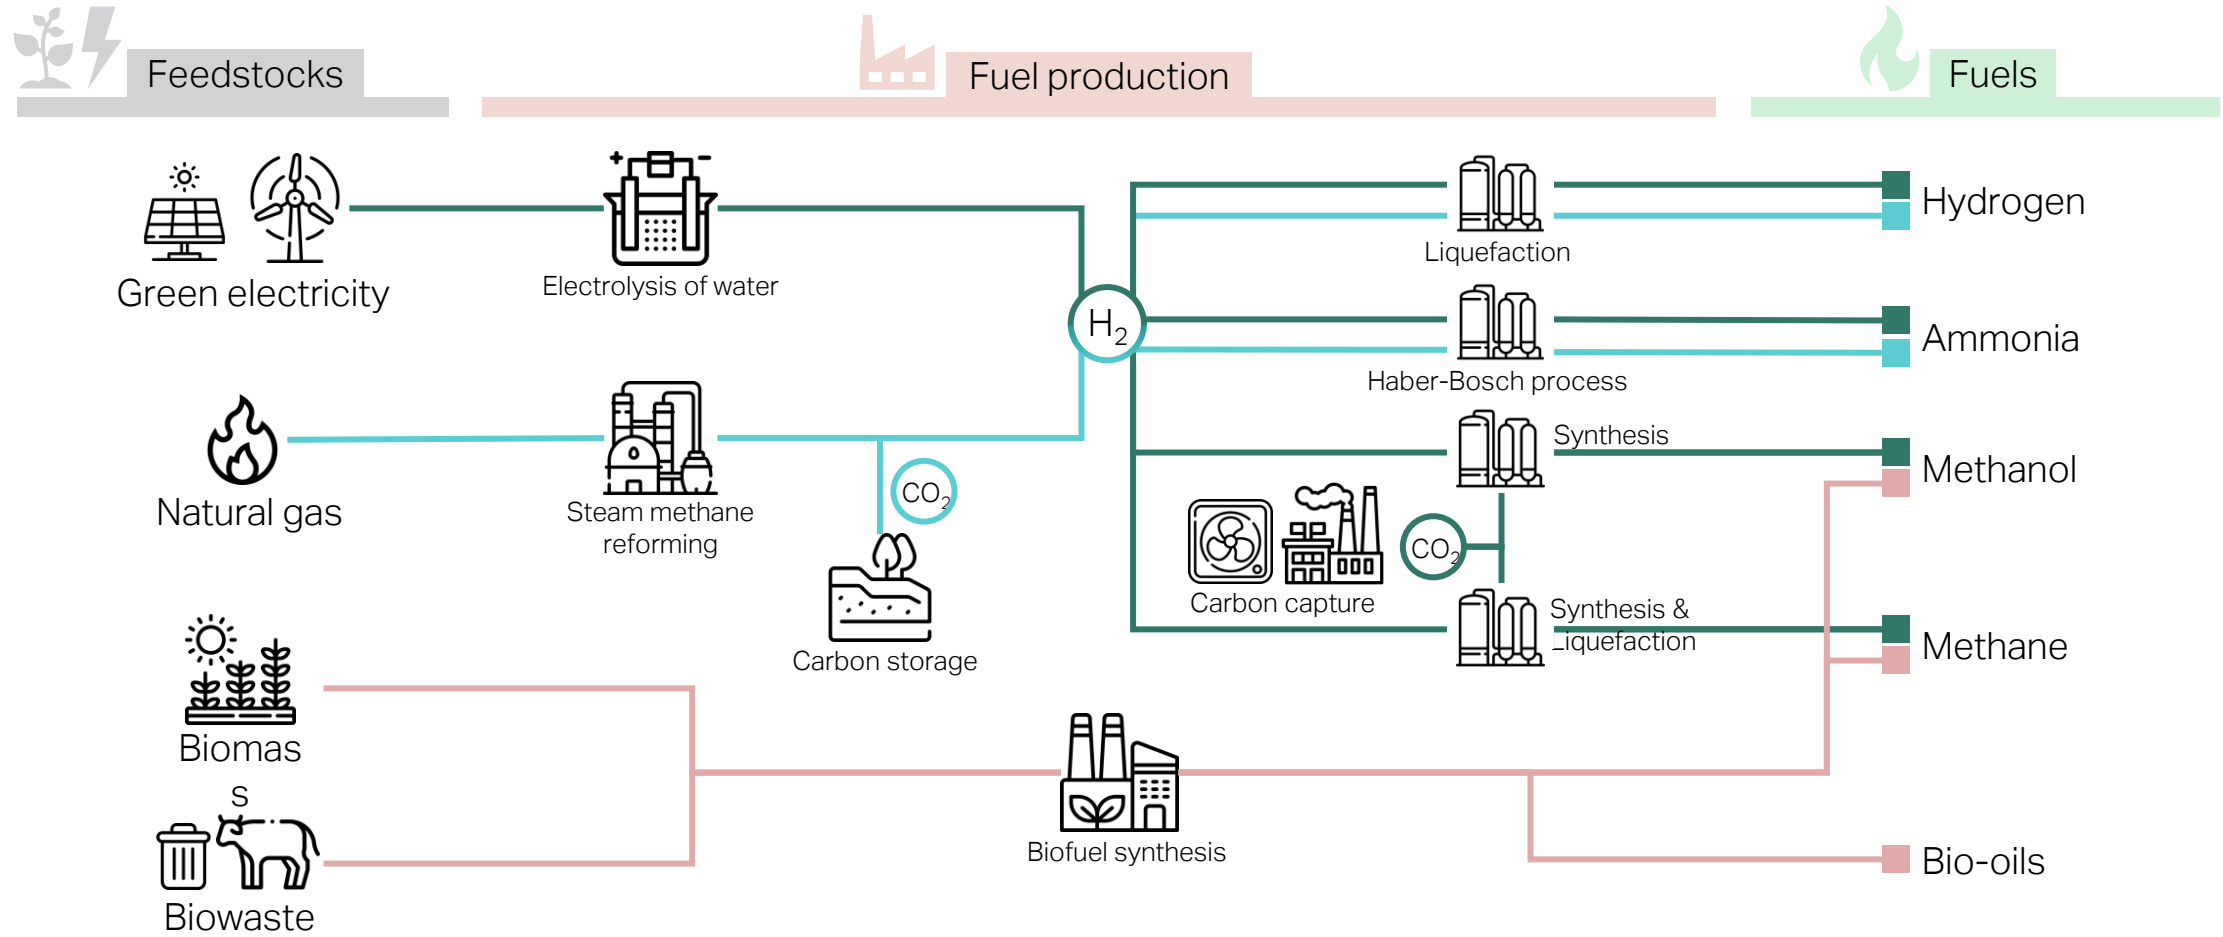 Feedstocks
Fuel production
Fuels
+ -
Green electricity
Electrolysis of water
H2
Liquefaction
Hydrogen
Haber-Bosch process
Ammonia
Natural gas
Steam methane
reforming
CO2
Carbon storage
Synthesis
Methanol
CO2
Carbon capture
Synthesis &
Liquefaction
Methane
Biomas
s
Biowaste
Biofuel synthesis
Bio-oils